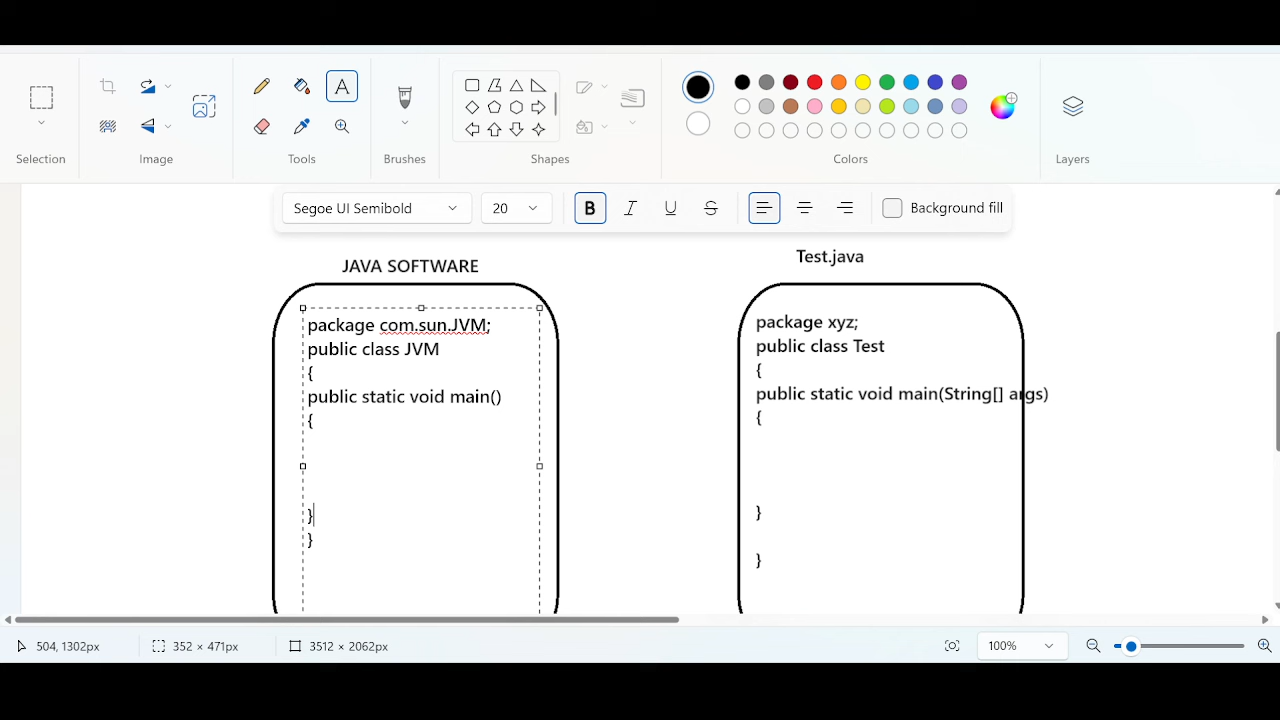 Selection
Image
Tools
Brushes
Shapes
Colors
Layers
Segoe UI Semibold
20
B
I
U
S
Background fill
JAVA SOFTWARE
package com.sun.JVM;
public class JVM
{
public static void main()
{
}
}
Test.java
package xyz;
public class Test
{
public static void main(String[] args)
{
}
}
504, 1302px
352 × 471px
3512 × 2062px
100%